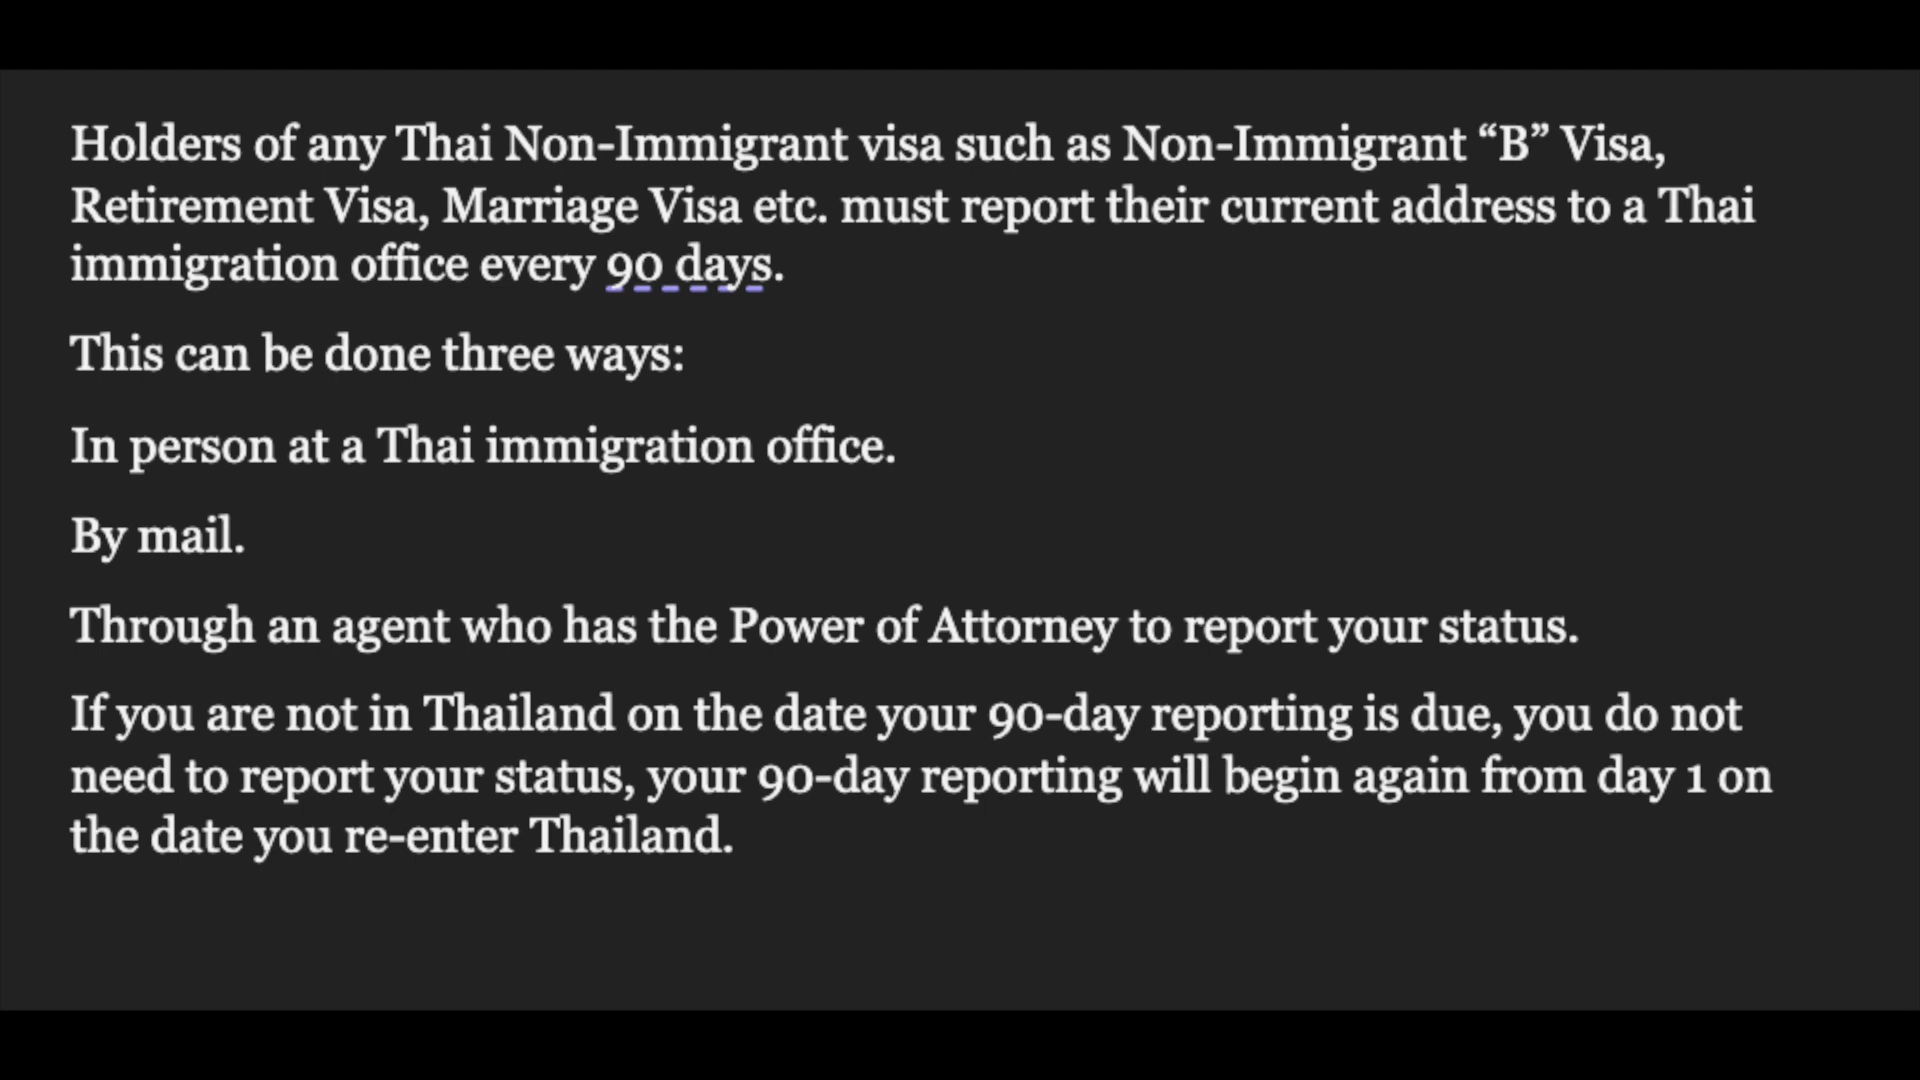 Holders of any Thai Non-Immigrant visa such as Non-Immigrant “B” Visa,
Retirement Visa, Marriage Visa etc. must report their current address to a Thai
immigration office every 90 days.
This can be done three ways:
In person at a Thai immigration office.
By mail.
Through an agent who has the Power of Attorney to report your status.
If you are not in Thailand on the date your 90-day reporting is due, you do not
need to report your status, your 90-day reporting will begin again from day 1 on
the date you re-enter Thailand.